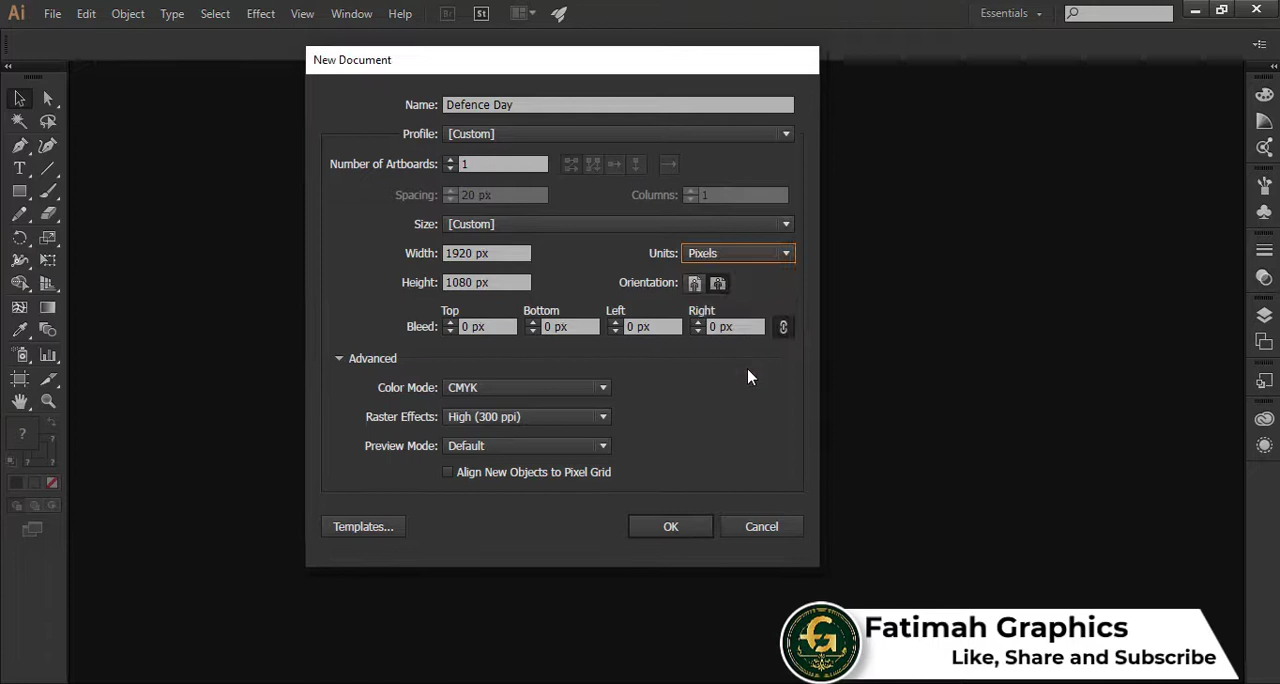 Ai File Edit Object Type Select Effect View Window Help Br St Essentials
New Document
Name: Defence Day
Profile: [Custom]
Number of Artboards: 1
Spacing: 20 px Columns: 1
Size: [Custom]
Width: 1920 px Units: Pixels
Height: 1080 px Orientation:
Top Bottom Left Right
Bleed: 0 px 0 px 0 px 0 px
Advanced
Color Mode: CMYK
Raster Effects: High (300 ppi)
Preview Mode: Default
Align New Objects to Pixel Grid
Templates... OK Cancel
Fatimah Graphics
Like, Share and Subscribe